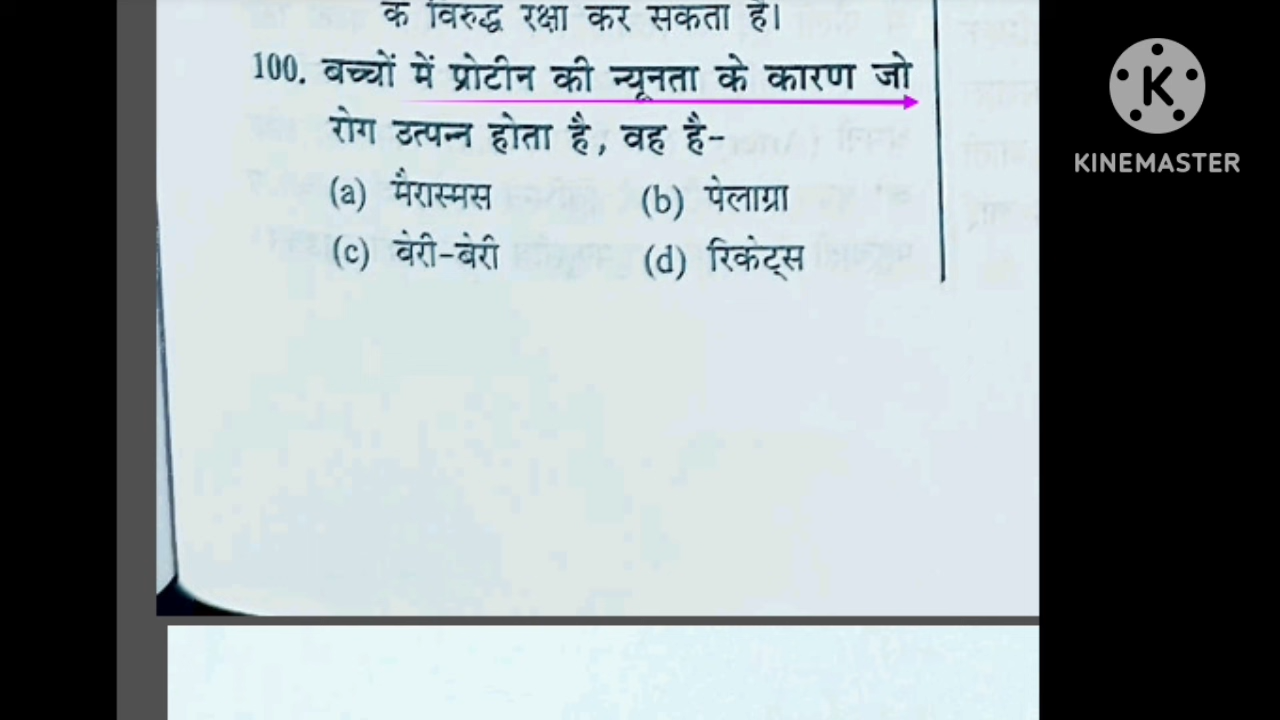 के विरुद्ध रक्षा कर सकता है।
100. बच्चों में प्रोटीन की न्यूनता के कारण जो
रोग उत्पन्न होता है, वह है-
(a) मैरास्मस (b) पेलाग्रा
(c) बेरी-बेरी (d) रिकेट्स
K
KINEMASTER